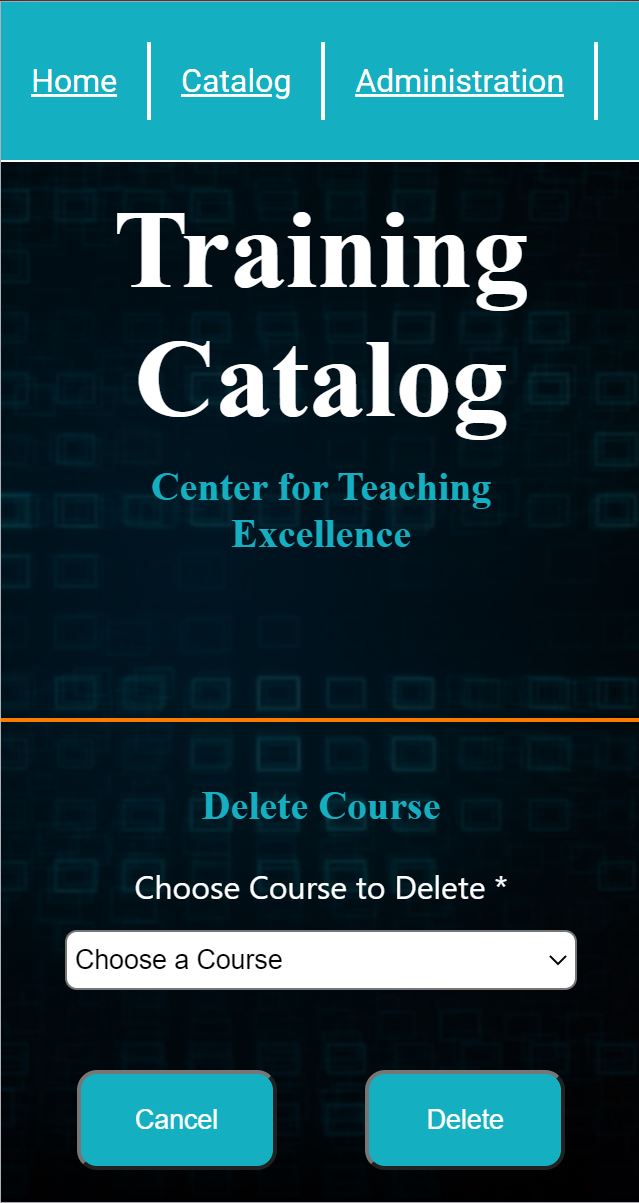 Home Catalog Administration
Training
Catalog
Center for Teaching
Excellence
Delete Course
Choose Course to Delete *
Choose a Course
Cancel Delete